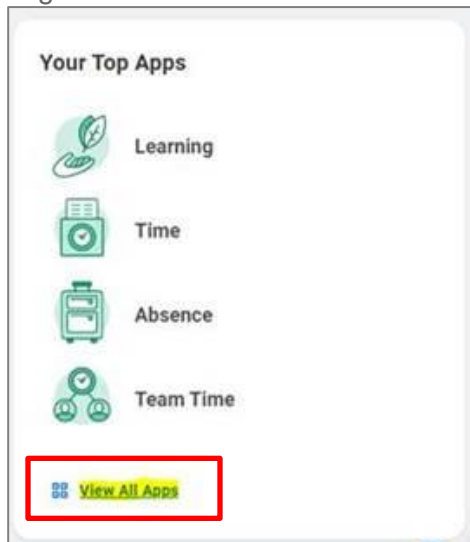 Your Top Apps
Learning
Time
Absence
Team Time
View All Apps